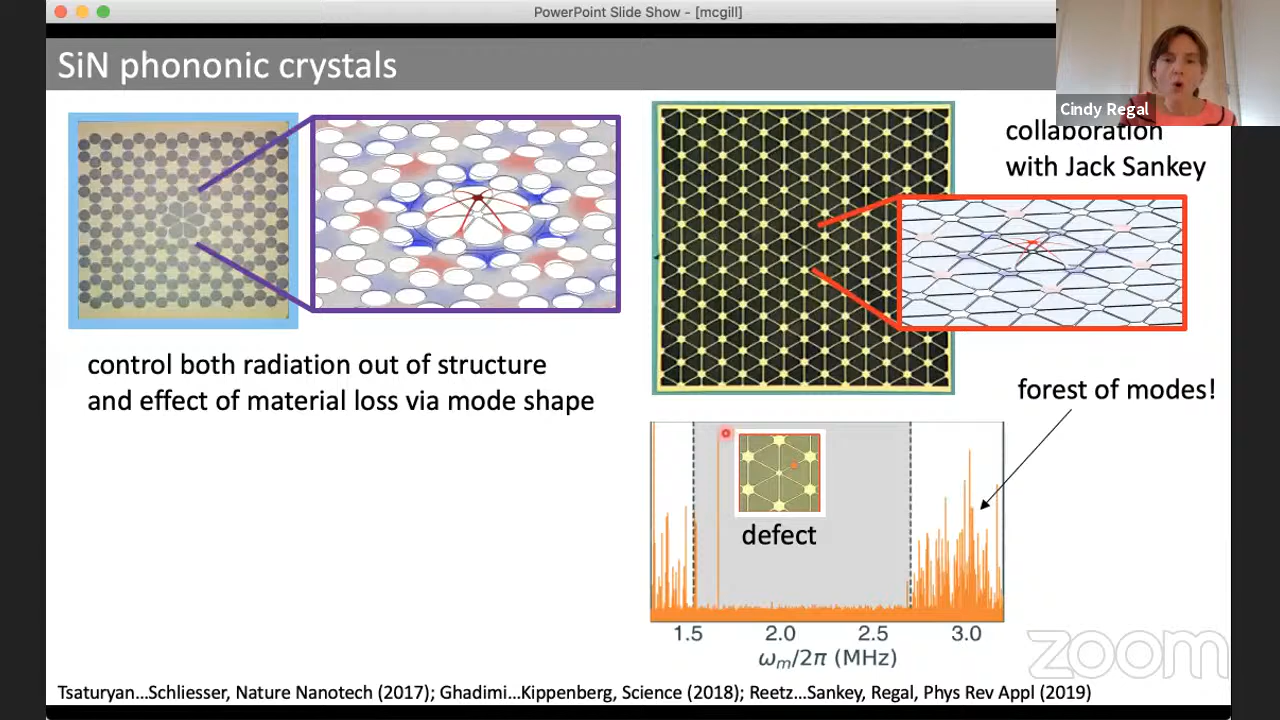 PowerPoint Slide Show - [mcgill]
SiN phononic crystals
Cindy Regal
collaboration
with Jack Sankey
control both radiation out of structure
and effect of material loss via mode shape
forest of modes!
defect
1.5 2.0 2.5 3.0
ωm/2π (MHz)
zoom
Tsaturyan...Schliesser, Nature Nanotech (2017); Ghadimi...Kippenberg, Science (2018); Reetz...Sankey, Regal, Phys Rev Appl (2019)